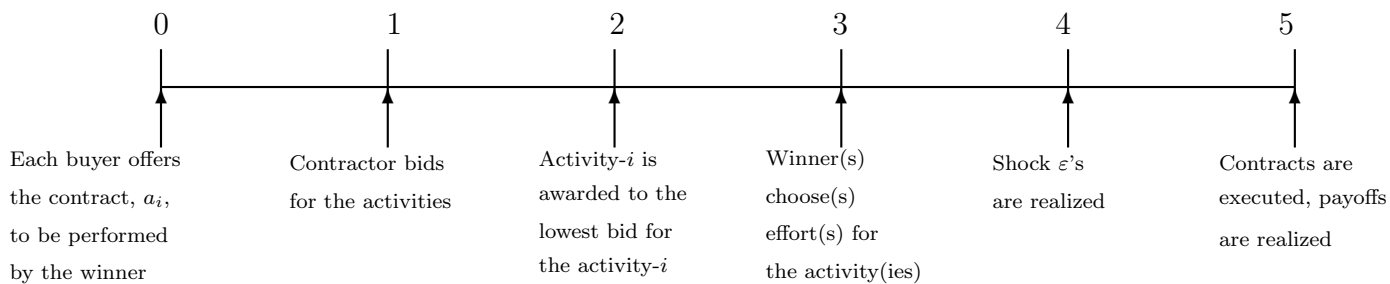 0 1 2 3 4 5
Each buyer offers
the contract, a_i,
to be performed
by the winner
Contractor bids
for the activities
Activity-i is
awarded to the
lowest bid for
the activity-i
Winner(s)
choose(s)
effort(s) for
the activity(ies)
Shock ε's
are realized
Contracts are
executed, payoffs
are realized